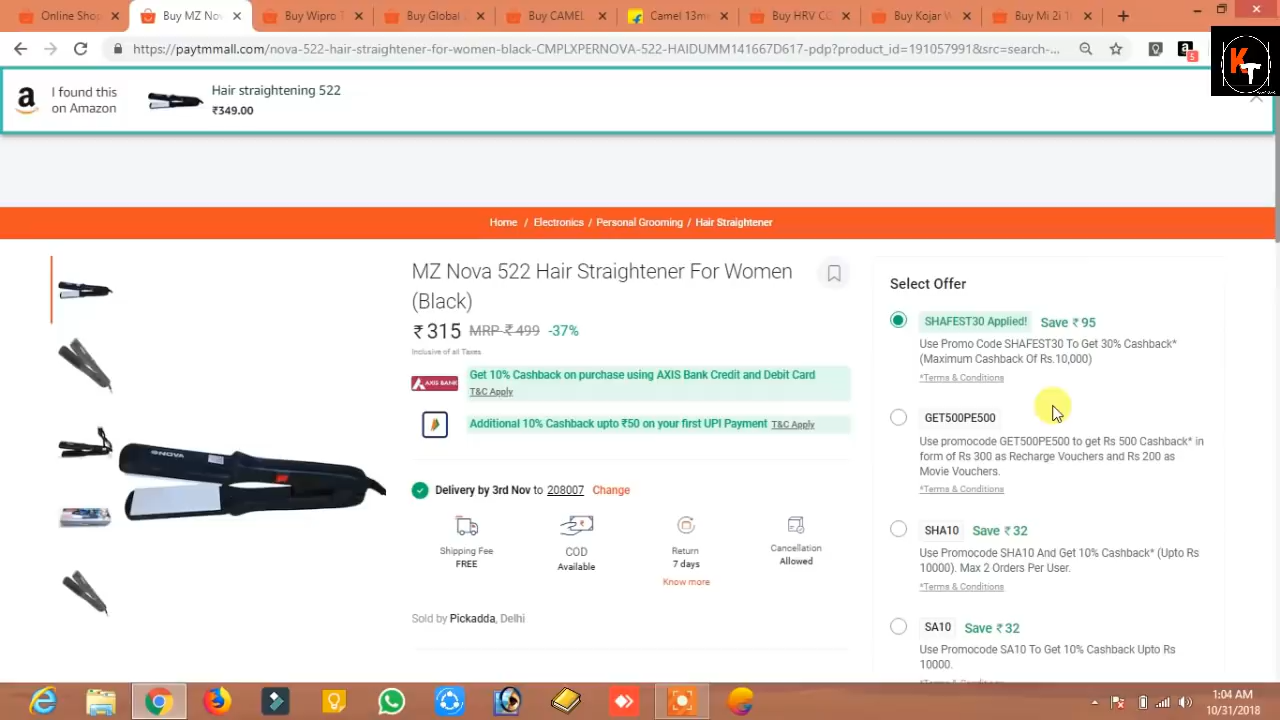 Online Shop
Buy MZ Nov
Buy Wipro T
Buy Global
Buy CAMEL
Camel 13me
Buy HRV CC
Buy Kojar W
Buy Mi 2i 10
https://paytmmall.com/nova-522-hair-straightener-for-women-black-CMPLXPERNOVA-522-HAIDUMM141667D617-pdp?product_id=191057991&src=search-...
5
KT
a
I found this
on Amazon
Hair straightening 522
₹349.00
Home / Electronics / Personal Grooming / Hair Straightener
MZ Nova 522 Hair Straightener For Women
(Black)
₹ 315 MRP ₹ 499 -37%
Inclusive of all Taxes
AXIS BANK
Get 10% Cashback on purchase using AXIS Bank Credit and Debit Card
T&C Apply
Additional 10% Cashback upto ₹50 on your first UPI Payment T&C Apply
Delivery by 3rd Nov to 208007 Change
Shipping Fee
FREE
COD
Available
Return
7 days
Know more
Cancellation
Allowed
Sold by Pickadda, Delhi
NOVA
Select Offer
SHAFEST30 Applied! Save ₹ 95
Use Promo Code SHAFEST30 To Get 30% Cashback*
(Maximum Cashback Of Rs.10,000)
*Terms & Conditions
GET500PE500
Use promocode GET500PE500 to get Rs 500 Cashback* in
form of Rs 300 as Recharge Vouchers and Rs 200 as
Movie Vouchers.
*Terms & Conditions
SHA10 Save ₹ 32
Use Promocode SHA10 And Get 10% Cashback* (Upto Rs
10000). Max 2 Orders Per User.
*Terms & Conditions
SA10 Save ₹ 32
Use Promocode SA10 To Get 10% Cashback Upto Rs
10000.
1:04 AM
10/31/2018